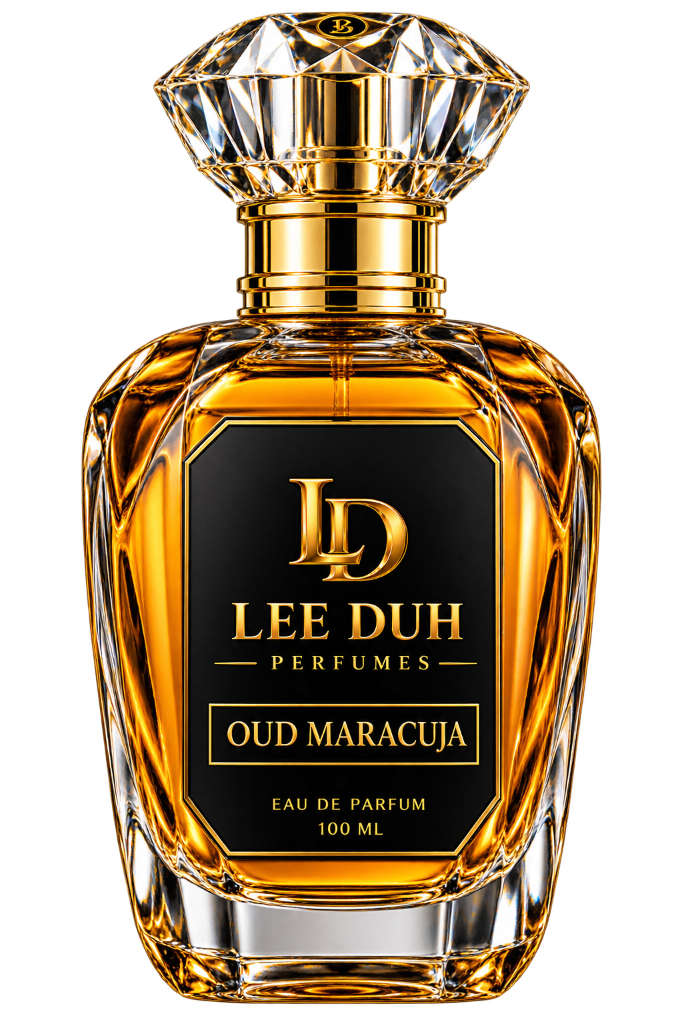 LD
LEE DUH
PERFUMES
OUD MARACUJA
EAU DE PARFUM
100 ML